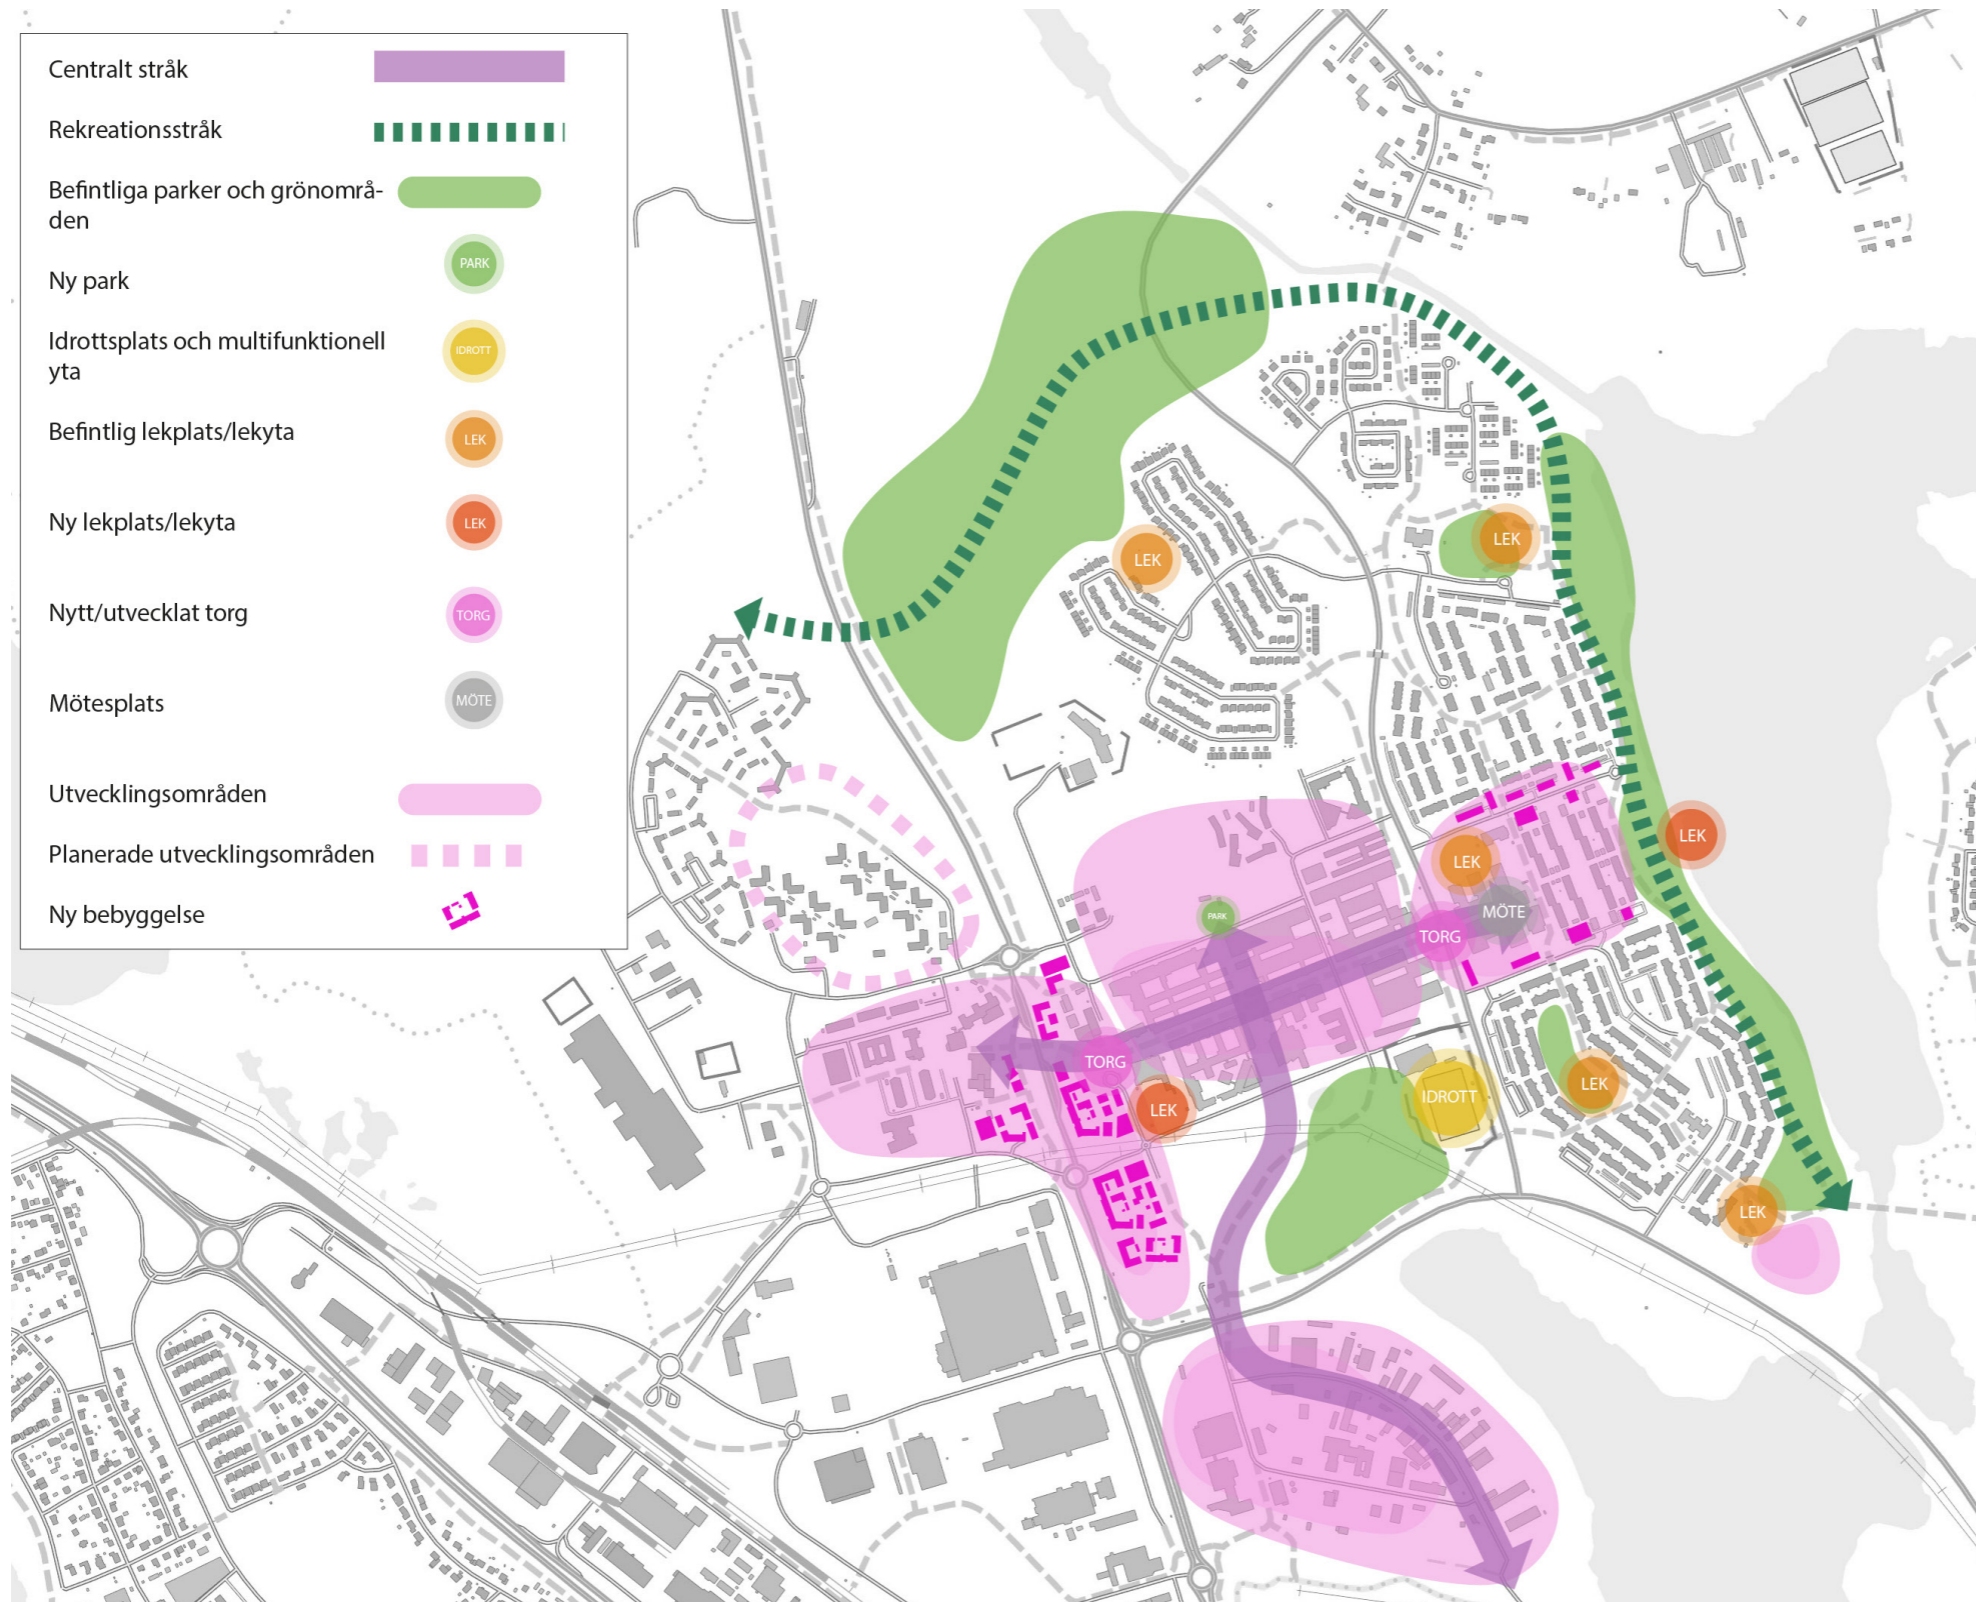 Centralt stråk
Rekreationsstråk
Befintliga parker och grönområ-
den
PARK
Ny park
Idrottsplats och multifunktionell
yta
IDROTT
Befintlig lekplats/lekyta
LEK
Ny lekplats/lekyta
LEK
Nytt/utvecklat torg
TORG
Mötesplats
MÖTE
Utvecklingsområden
Planerade utvecklingsområden
Ny bebyggelse
LEK
LEK
LEK
LEK
MÖTE
PARK
TORG
TORG
LEK
IDROTT
LEK
LEK